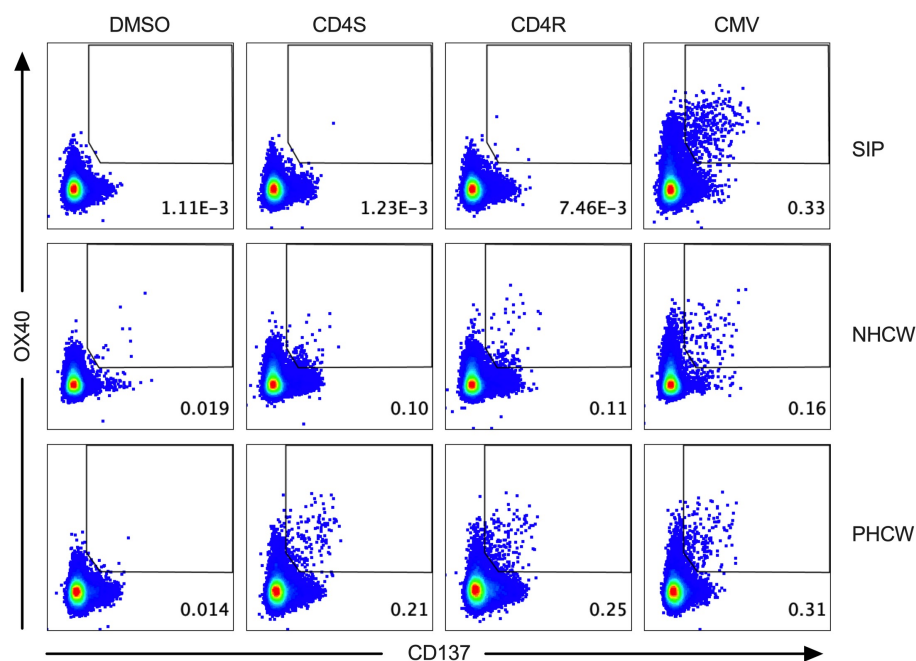 DMSO CD4S CD4R CMV
1.11E-3 1.23E-3 7.46E-3 0.33 SIP
OX40
0.019 0.10 0.11 0.16 NHCW
0.014 0.21 0.25 0.31 PHCW
CD137